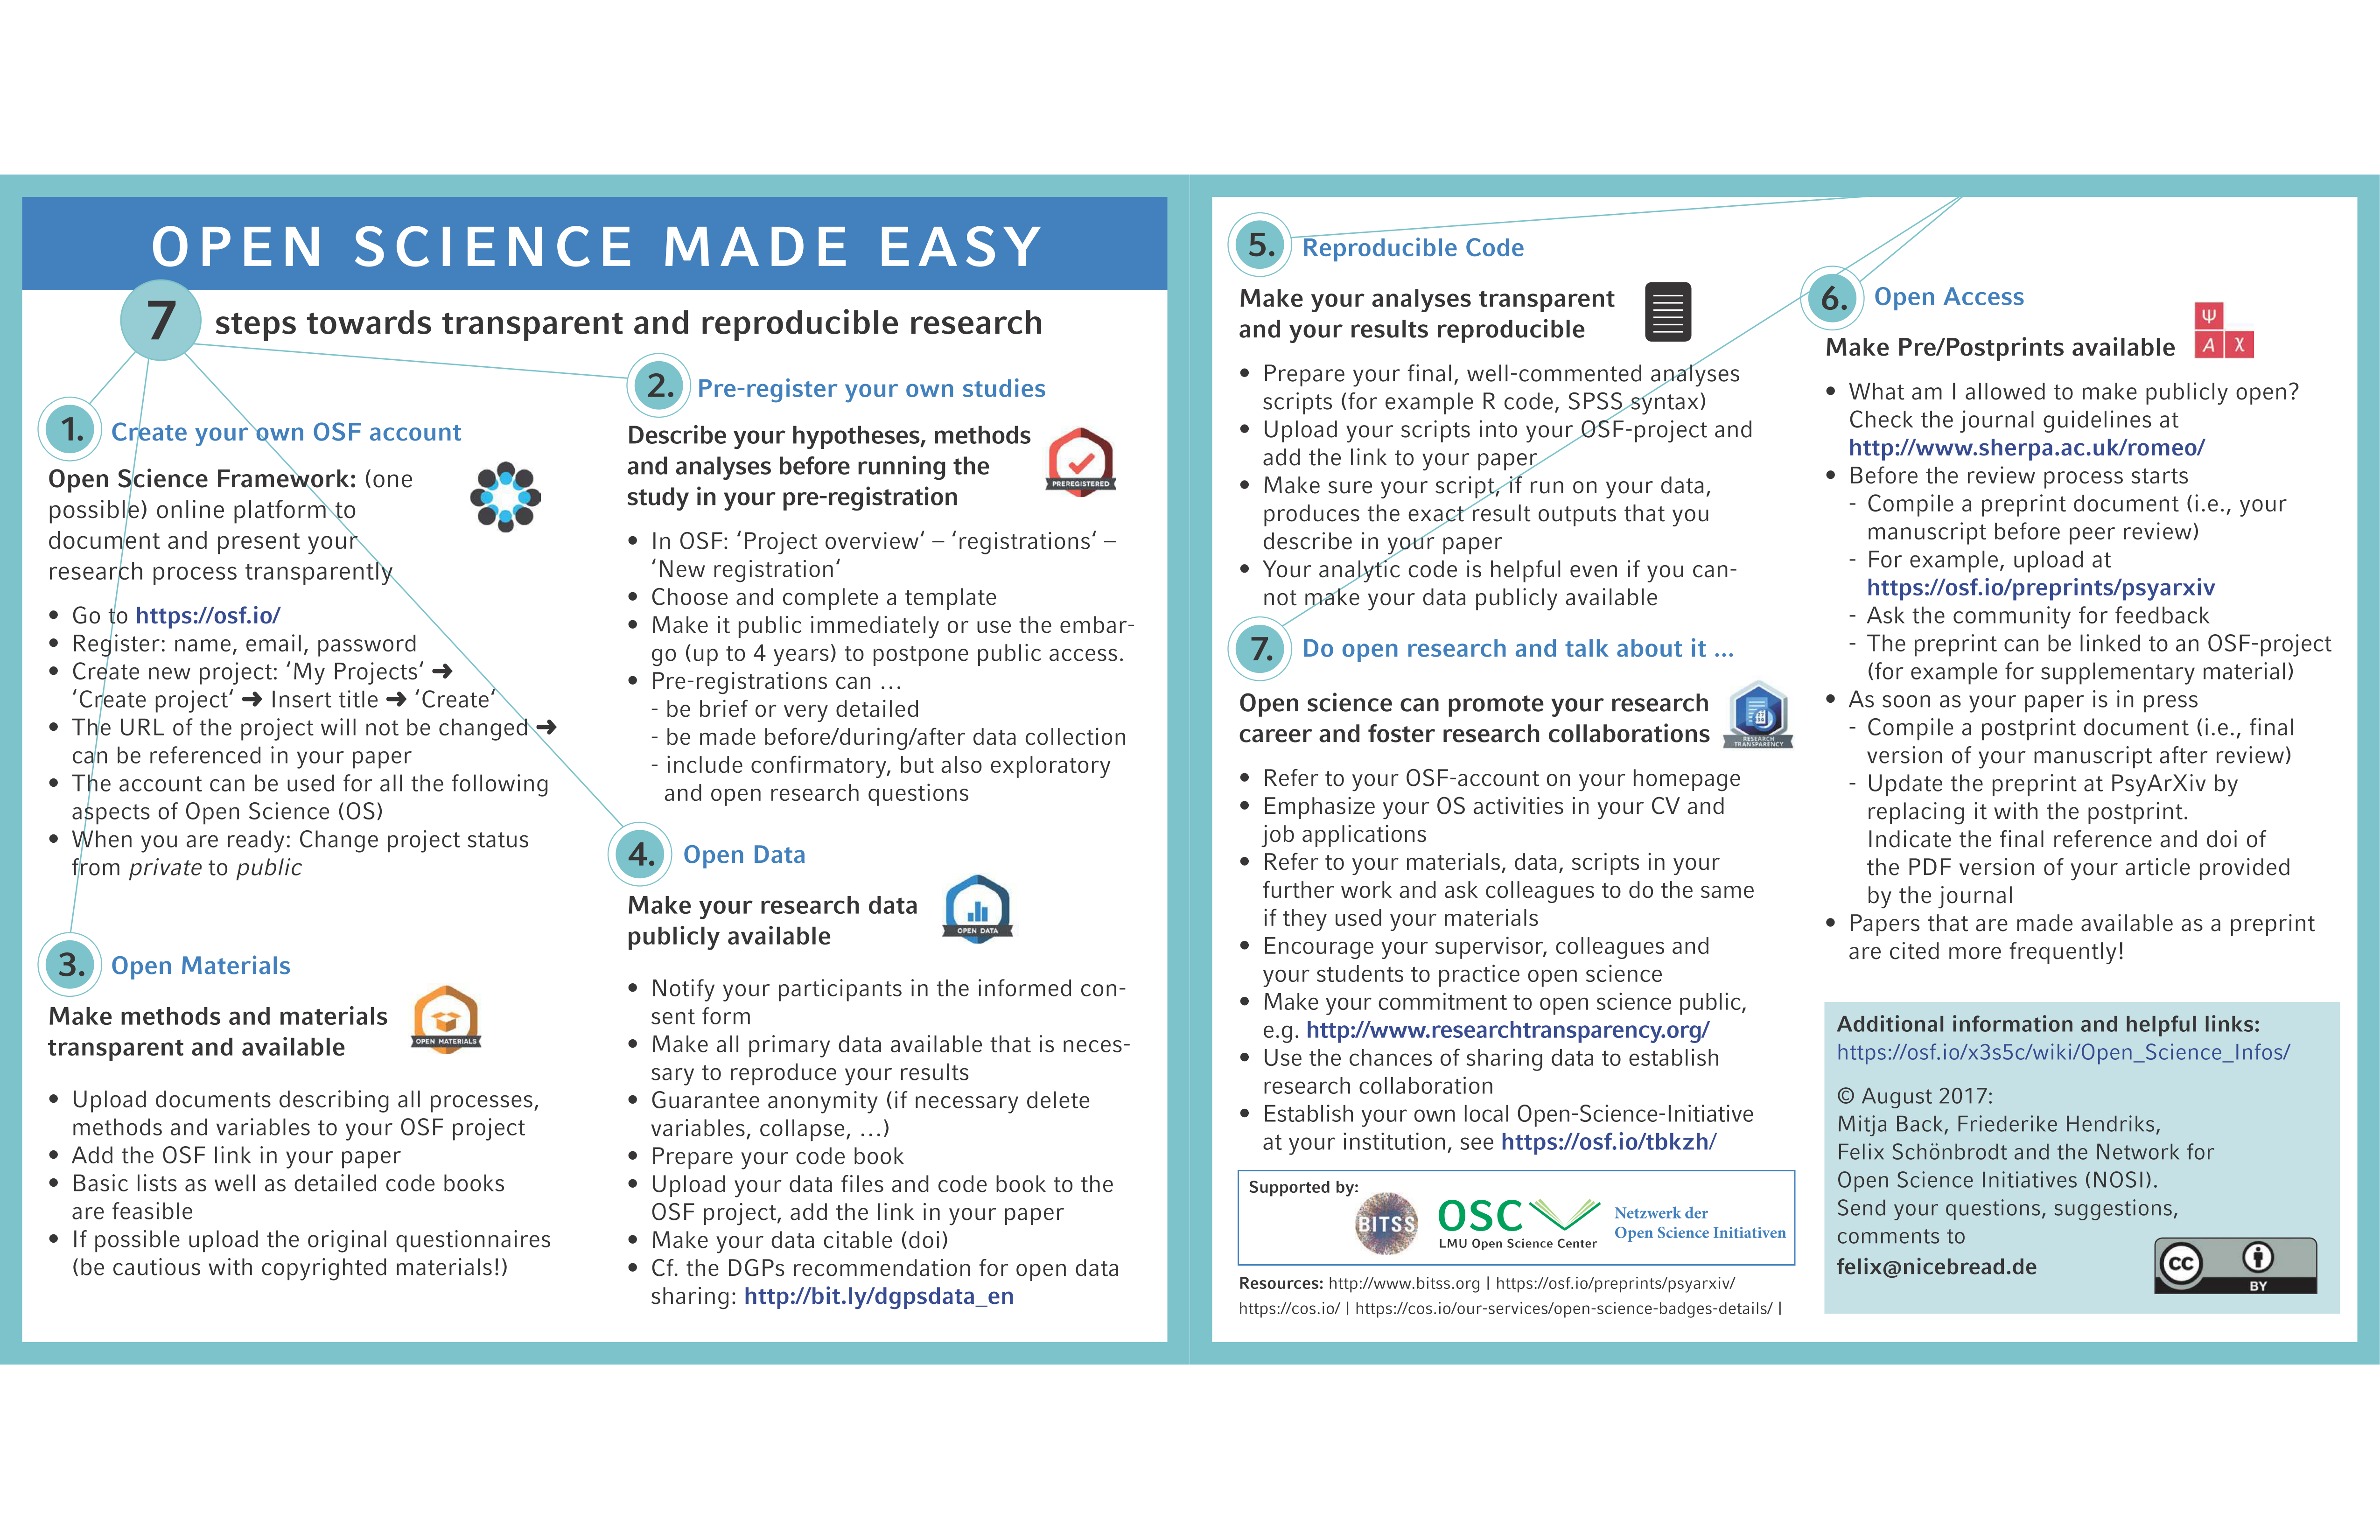 OPEN SCIENCE MADE EASY
7 steps towards transparent and reproducible research
1. Create your own OSF account
Open Science Framework: (one
possible) online platform to
document and present your
research process transparently
• Go to https://osf.io/
• Register: name, email, password
• Create new project: ‘My Projects‘ ➜
‘Create project‘ ➜ Insert title ➜ ‘Create‘
• The URL of the project will not be changed ➜
can be referenced in your paper
• The account can be used for all the following
aspects of Open Science (OS)
• When you are ready: Change project status
from private to public
2. Pre-register your own studies
Describe your hypotheses, methods
and analyses before running the
study in your pre-registration
PREREGISTERED
• In OSF: ‘Project overview‘ – ‘registrations‘ –
‘New registration‘
• Choose and complete a template
• Make it public immediately or use the embar-
go (up to 4 years) to postpone public access.
• Pre-registrations can …
- be brief or very detailed
- be made before/during/after data collection
- include confirmatory, but also exploratory
and open research questions
3. Open Materials
Make methods and materials
transparent and available
OPEN MATERIALS
• Upload documents describing all processes,
methods and variables to your OSF project
• Add the OSF link in your paper
• Basic lists as well as detailed code books
are feasible
• If possible upload the original questionnaires
(be cautious with copyrighted materials!)
4. Open Data
Make your research data
publicly available
OPEN DATA
• Notify your participants in the informed con-
sent form
• Make all primary data available that is neces-
sary to reproduce your results
• Guarantee anonymity (if necessary delete
variables, collapse, …)
• Prepare your code book
• Upload your data files and code book to the
OSF project, add the link in your paper
• Make your data citable (doi)
• Cf. the DGPs recommendation for open data
sharing: http://bit.ly/dgpsdata_en
5. Reproducible Code
Make your analyses transparent
and your results reproducible
• Prepare your final, well-commented analyses
scripts (for example R code, SPSS syntax)
• Upload your scripts into your OSF-project and
add the link to your paper
• Make sure your script, if run on your data,
produces the exact result outputs that you
describe in your paper
• Your analytic code is helpful even if you can-
not make your data publicly available
6. Open Access
Make Pre/Postprints available
Ψ
A χ
• What am I allowed to make publicly open?
Check the journal guidelines at
http://www.sherpa.ac.uk/romeo/
• Before the review process starts
- Compile a preprint document (i.e., your
manuscript before peer review)
- For example, upload at
https://osf.io/preprints/psyarxiv
- Ask the community for feedback
- The preprint can be linked to an OSF-project
(for example for supplementary material)
• As soon as your paper is in press
- Compile a postprint document (i.e., final
version of your manuscript after review)
- Update the preprint at PsyArXiv by
replacing it with the postprint.
Indicate the final reference and doi of
the PDF version of your article provided
by the journal
• Papers that are made available as a preprint
are cited more frequently!
7. Do open research and talk about it ...
Open science can promote your research
career and foster research collaborations
RESEARCH
TRANSPARENCY
• Refer to your OSF-account on your homepage
• Emphasize your OS activities in your CV and
job applications
• Refer to your materials, data, scripts in your
further work and ask colleagues to do the same
if they used your materials
• Encourage your supervisor, colleagues and
your students to practice open science
• Make your commitment to open science public,
e.g. http://www.researchtransparency.org/
• Use the chances of sharing data to establish
research collaboration
• Establish your own local Open-Science-Initiative
at your institution, see https://osf.io/tbkzh/
Supported by:
BITSS
OSC
LMU Open Science Center
Netzwerk der
Open Science Initiativen
Resources: http://www.bitss.org | https://osf.io/preprints/psyarxiv/
https://cos.io/ | https://cos.io/our-services/open-science-badges-details/ |
Additional information and helpful links:
https://osf.io/x3s5c/wiki/Open_Science_Infos/
© August 2017:
Mitja Back, Friederike Hendriks,
Felix Schönbrodt and the Network for
Open Science Initiatives (NOSI).
Send your questions, suggestions,
comments to
felix@nicebread.de
cc
BY